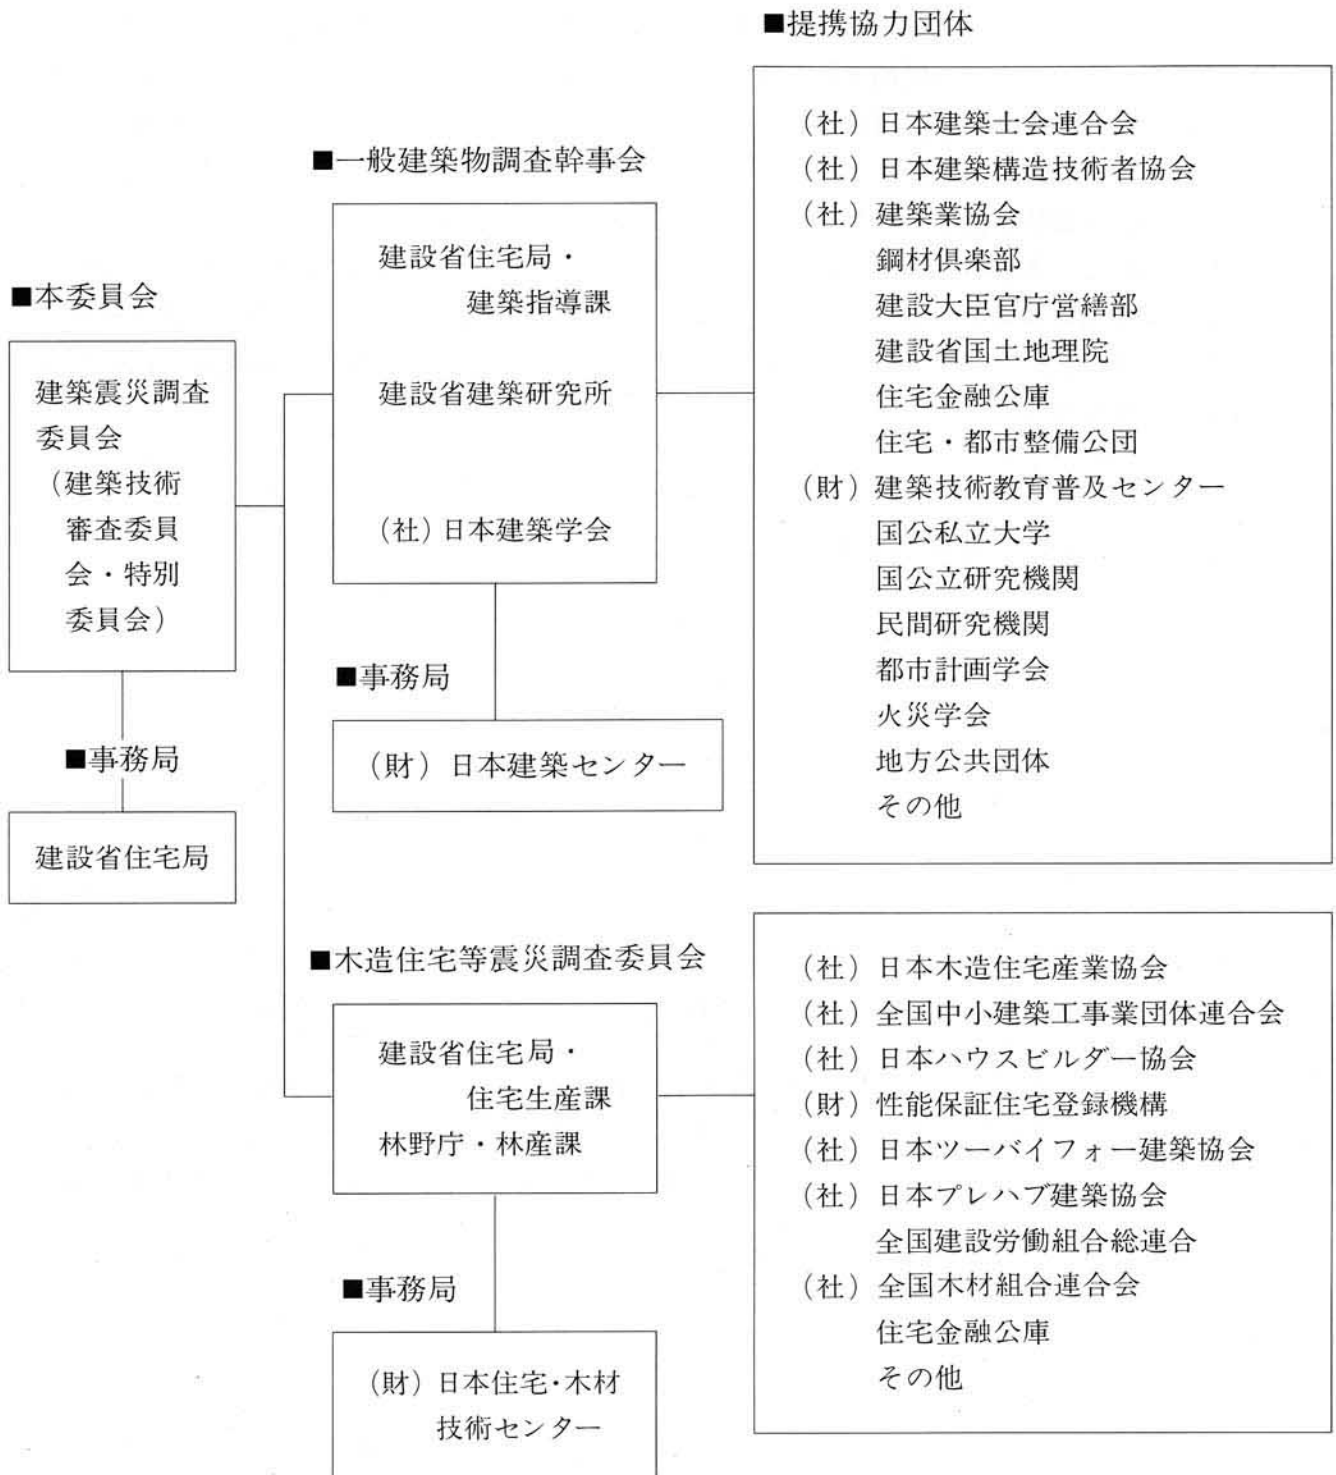 ■本委員会
建築震災調査
委員会
（建築技術
審査委員
会・特別
委員会）
■事務局
建設省住宅局
■一般建築物調査幹事会
建設省住宅局・
建築指導課
建設省建築研究所
（社）日本建築学会
■事務局
（財）日本建築センター
■木造住宅等震災調査委員会
建設省住宅局・
住宅生産課
林野庁・林産課
■事務局
（財）日本住宅・木材
技術センター
■提携協力団体
（社）日本建築士会連合会
（社）日本建築構造技術者協会
（社）建築業協会
鋼材倶楽部
建設大臣官庁営繕部
建設省国土地理院
住宅金融公庫
住宅・都市整備公団
（財）建築技術教育普及センター
国公私立大学
国公立研究機関
民間研究機関
都市計画学会
火災学会
地方公共団体
その他
（社）日本木造住宅産業協会
（社）全国中小建築工事業団体連合会
（社）日本ハウスビルダー協会
（財）性能保証住宅登録機構
（社）日本ツーバイフォー建築協会
（社）日本プレハブ建築協会
全国建設労働組合総連合
（社）全国木材組合連合会
住宅金融公庫
その他